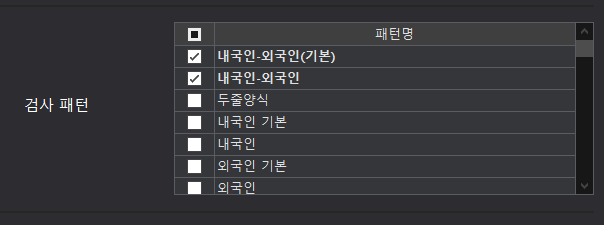 패턴명
내국인-외국인(기본)
내국인-외국인
검사 패턴
두줄양식
내국인 기본
내국인
외국인 기본
외국인